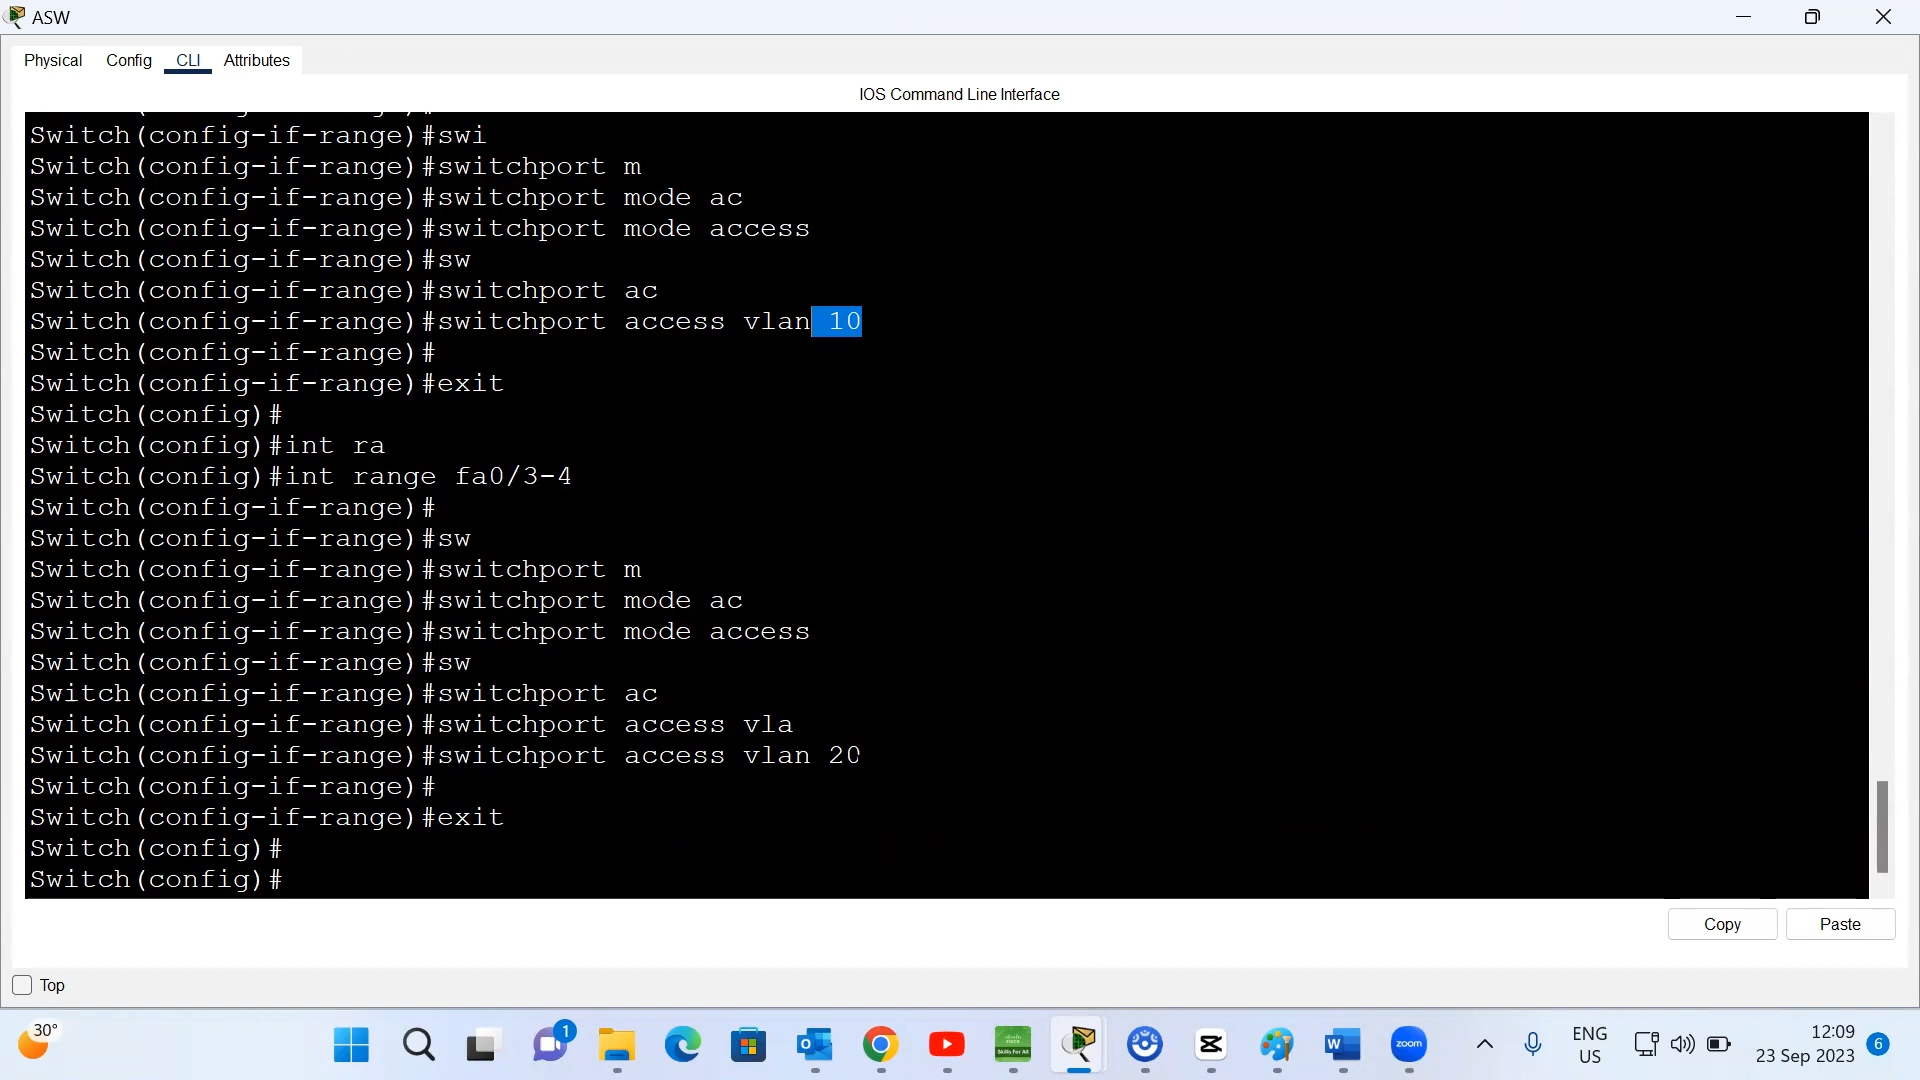 ASW
Physical Config CLI Attributes
IOS Command Line Interface
Switch(config-if-range)#swi
Switch(config-if-range)#switchport m
Switch(config-if-range)#switchport mode ac
Switch(config-if-range)#switchport mode access
Switch(config-if-range)#sw
Switch(config-if-range)#switchport ac
Switch(config-if-range)#switchport access vlan 10
Switch(config-if-range)#
Switch(config-if-range)#exit
Switch(config)#
Switch(config)#int ra
Switch(config)#int range fa0/3-4
Switch(config-if-range)#
Switch(config-if-range)#sw
Switch(config-if-range)#switchport m
Switch(config-if-range)#switchport mode ac
Switch(config-if-range)#switchport mode access
Switch(config-if-range)#sw
Switch(config-if-range)#switchport ac
Switch(config-if-range)#switchport access vla
Switch(config-if-range)#switchport access vlan 20
Switch(config-if-range)#
Switch(config-if-range)#exit
Switch(config)#
Switch(config)#
Copy Paste
Top
30°
1
Skills For All
zoom
ENG
US
12:09
23 Sep 2023
6